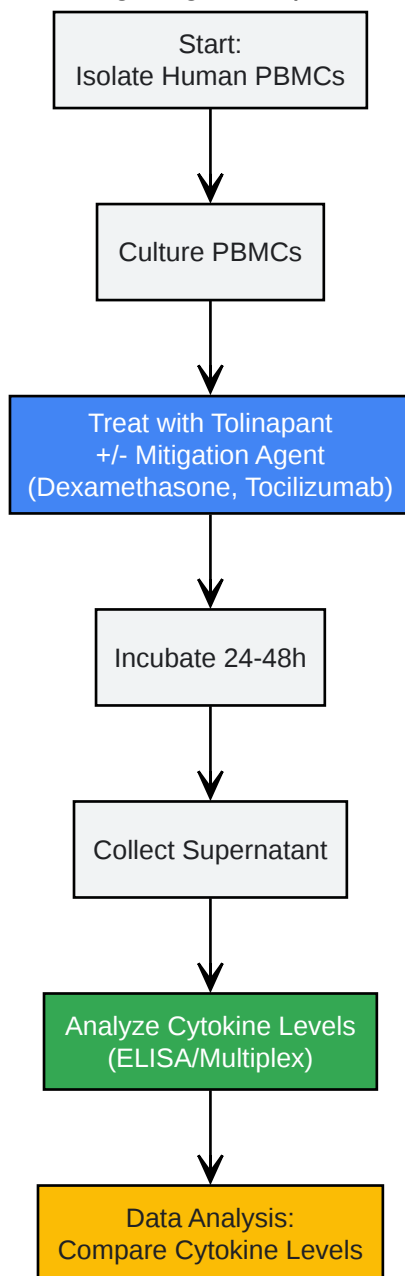 Start:
Isolate Human PBMCs
Culture PBMCs
Treat with Tolinapant
+/- Mitigation Agent
(Dexamethasone, Tocilizumab)
Incubate 24-48h
Collect Supernatant
Analyze Cytokine Levels
(ELISA/Multiplex)
Data Analysis:
Compare Cytokine Levels